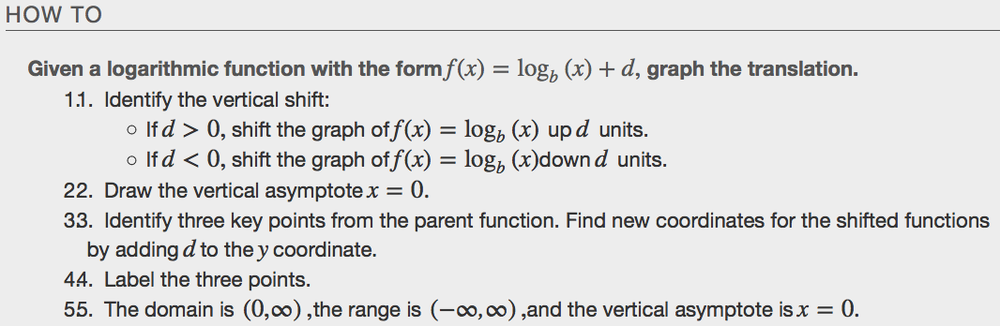 HOW TO
Given a logarithmic function with the form f(x) = log_b (x) + d, graph the translation.
1.1. Identify the vertical shift:
○ If d > 0, shift the graph of f(x) = log_b (x) up d units.
○ If d < 0, shift the graph of f(x) = log_b (x)down d units.
22. Draw the vertical asymptote x = 0.
33. Identify three key points from the parent function. Find new coordinates for the shifted functions
by adding d to the y coordinate.
44. Label the three points.
55. The domain is (0,∞) ,the range is (−∞,∞) ,and the vertical asymptote is x = 0.